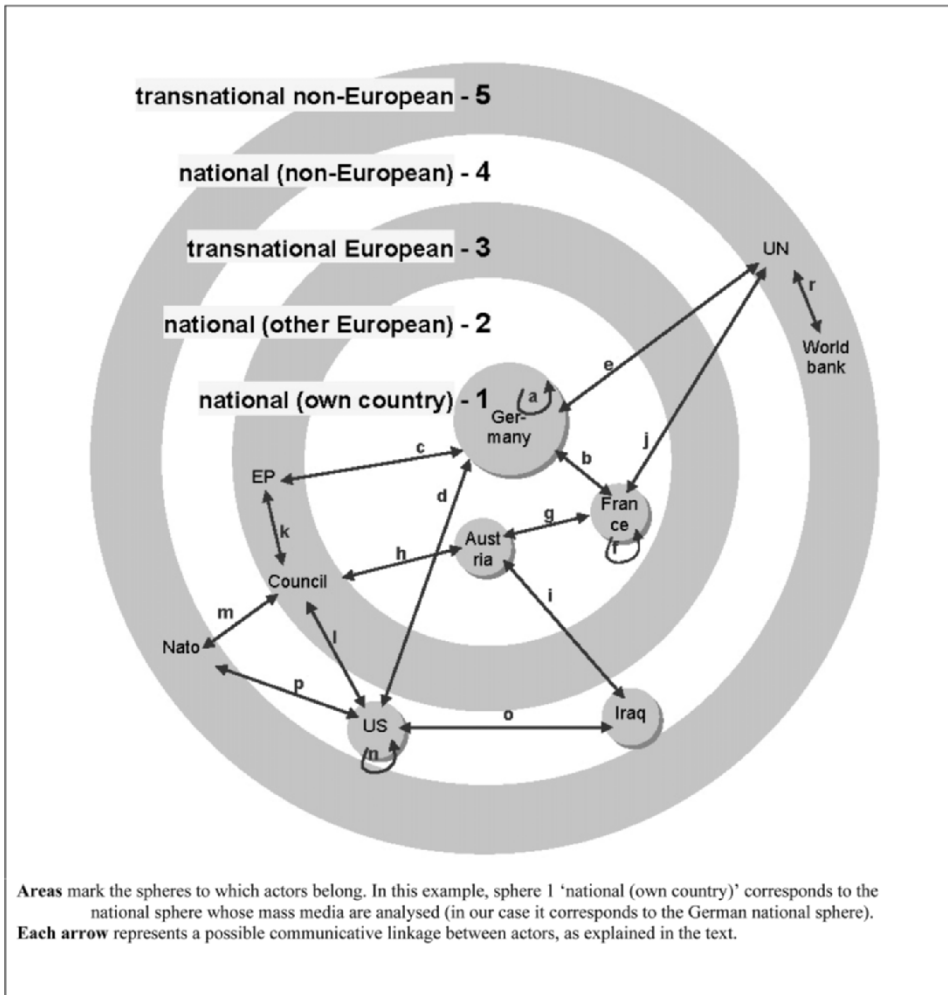 transnational non-European - 5
national (non-European) - 4
transnational European - 3
UN
r
national (other European) - 2
World
bank
e
national (own country) - 1
a
Ger-
many
j
c
b
EP
d
g
Fran
ce
f
k
Aust
ria
h
Council
i
m
l
Nato
p
US
o
Iraq
n
Areas mark the spheres to which actors belong. In this example, sphere 1 ‘national (own country)’ corresponds to the
national sphere whose mass media are analysed (in our case it corresponds to the German national sphere).
Each arrow represents a possible communicative linkage between actors, as explained in the text.